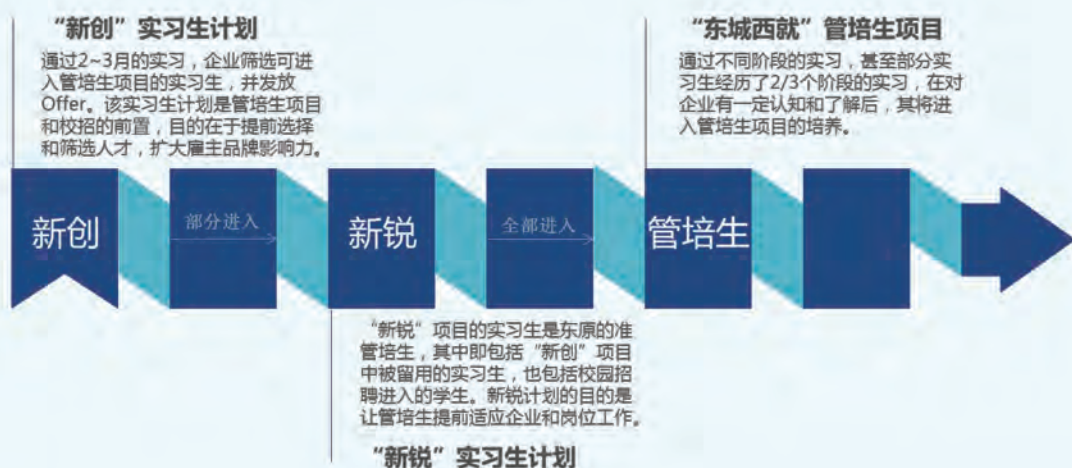 “新创”实习生计划
通过2~3月的实习，企业筛选可进
入管培生项目的实习生，并发放
Offer。该实习生计划是管培生项目
和校招的前置，目的在于提前选择
和筛选人才，扩大雇主品牌影响力。
“东城西就”管培生项目
通过不同阶段的实习，甚至部分实
习生经历了2/3个阶段的实习，在对
企业有一定认知和了解后，其将进
入管培生项目的培养。
新创
部分进入
新锐
全部进入
管培生
“新锐”项目的实习生是东原的准
管培生，其中即包括“新创”项目
中被留用的实习生，也包括校园招
聘进入的学生。新锐计划的目的是
让管培生提前适应企业和岗位工作。
“新锐”实习生计划